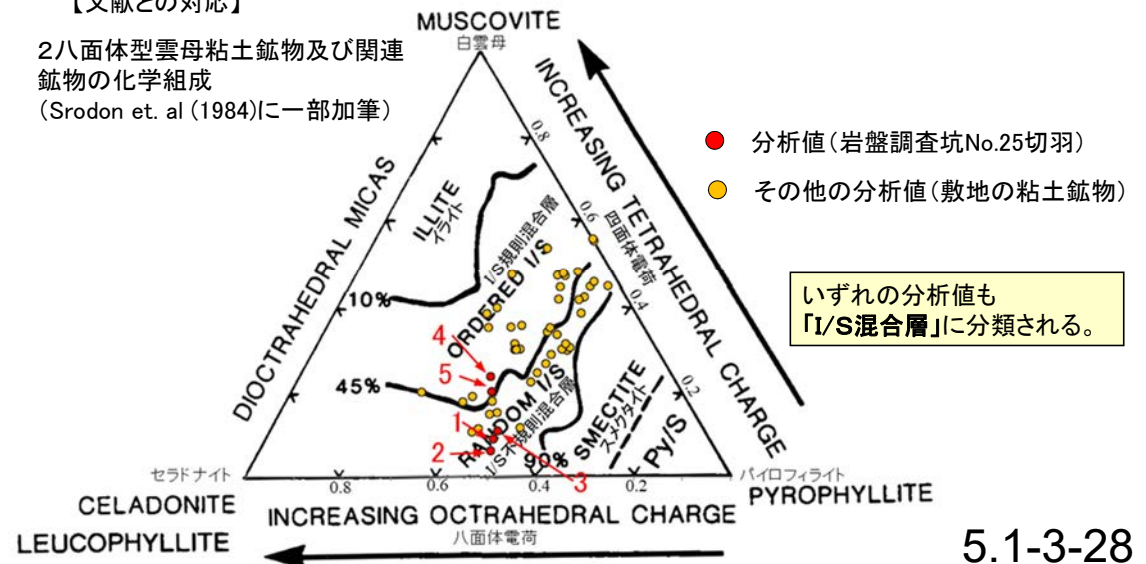 【文献との対応】
2八面体型雲母粘土鉱物及び関連
鉱物の化学組成
(Srodon et. al (1984)に一部加筆)
MUSCOVITE
白雲母
INCREASING TETRAHEDRAL CHARGE
四面体電荷
0.8
0.6
0.4
0.2
DIOCTRAHEDRAL MICAS
ILLITE
イライト
I/S規則混合層
ORDERED I/S
10%
45%
90%
RANDOM I/S
I/S不規則混合層
SMECTITE
スメクタイト
Py/S
4
5
1
2
3
分析値(岩盤調査坑No.25切羽)
その他の分析値(敷地の粘土鉱物)
いずれの分析値も
「I/S混合層」に分類される。
セラドナイト
CELADONITE
LEUCOPHYLLITE
0.8
0.6
0.4
0.2
パイロフィライト
PYROPHYLLITE
INCREASING OCTRAHEDRAL CHARGE
八面体電荷
5.1-3-28